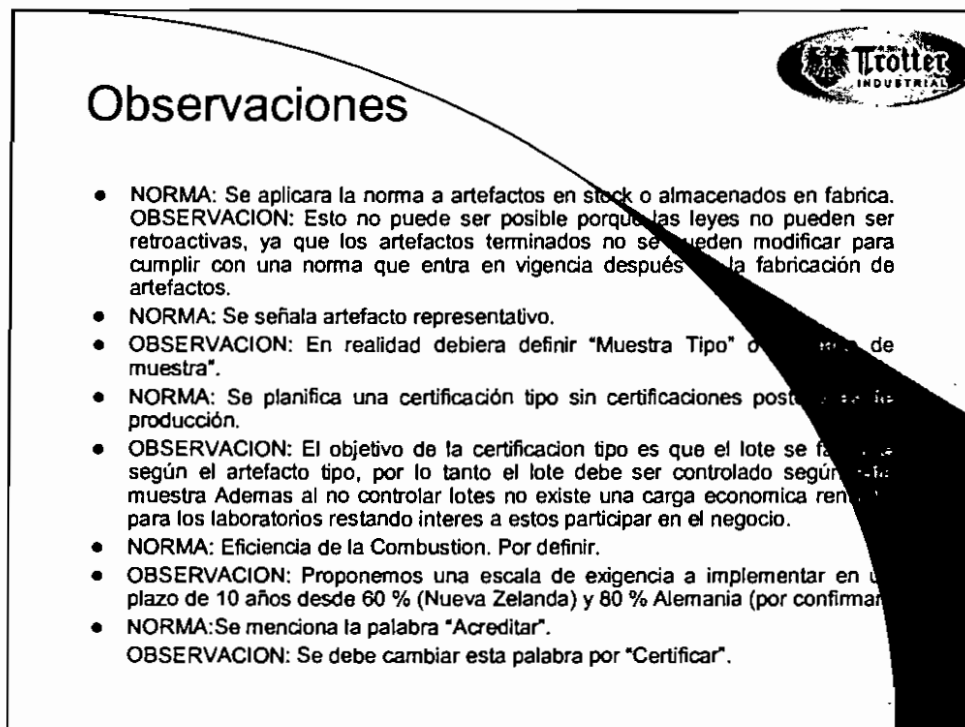 Trotter
INDUSTRIAL
Observaciones
● NORMA: Se aplicara la norma a artefactos en stock o almacenados en fabrica.
OBSERVACION: Esto no puede ser posible porque las leyes no pueden ser
retroactivas, ya que los artefactos terminados no se pueden modificar para
cumplir con una norma que entra en vigencia después la fabricación de
artefactos.
● NORMA: Se señala artefacto representativo.
● OBSERVACION: En realidad debiera definir “Muestra Tipo” o de
muestra”.
● NORMA: Se planifica una certificación tipo sin certificaciones
producción.
● OBSERVACION: El objetivo de la certificacion tipo es que el lote se
según el artefacto tipo, por lo tanto el lote debe ser controlado según
muestra Ademas al no controlar lotes no existe una carga economica
para los laboratorios restando interes a estos participar en el negocio.
● NORMA: Eficiencia de la Combustion. Por definir.
● OBSERVACION: Proponemos una escala de exigencia a implementar en
plazo de 10 años desde 60 % (Nueva Zelanda) y 80 % Alemania (por confirmar
● NORMA:Se menciona la palabra “Acreditar”.
OBSERVACION: Se debe cambiar esta palabra por “Certificar”.